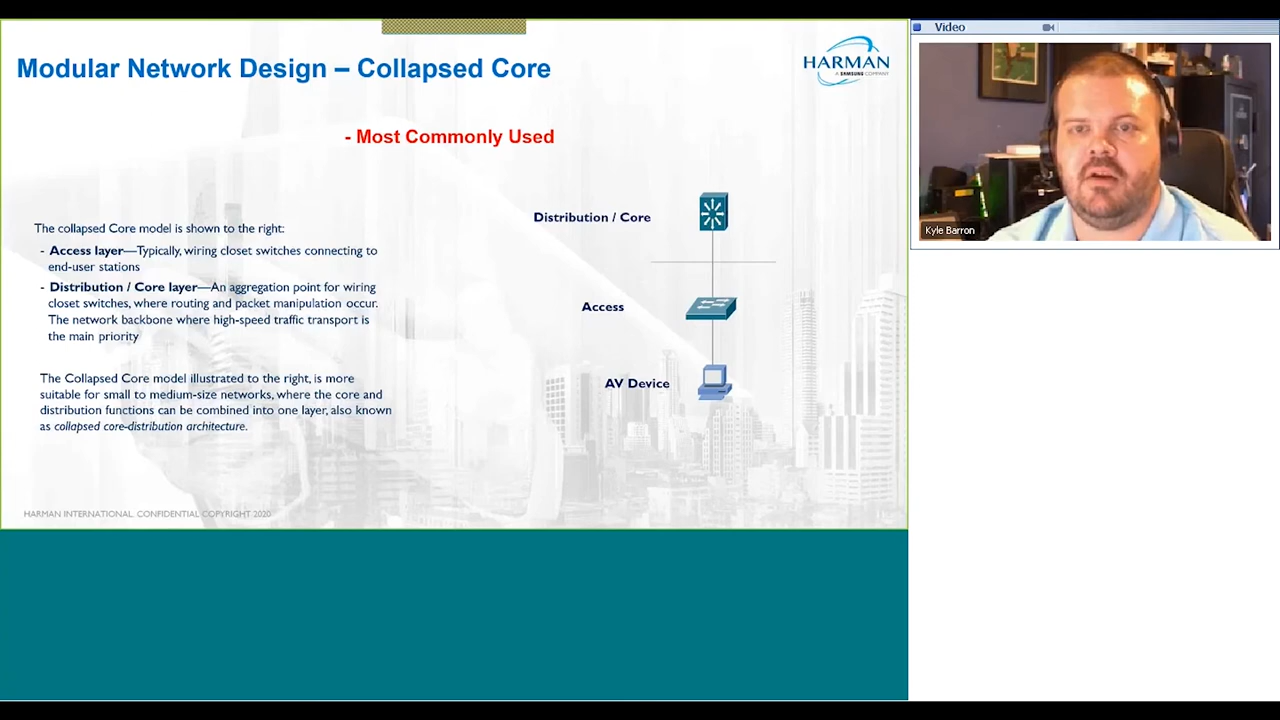 Modular Network Design – Collapsed Core
HARMAN
A SAMSUNG COMPANY
- Most Commonly Used
The collapsed Core model is shown to the right:
- Access layer—Typically, wiring closet switches connecting to
end-user stations
- Distribution / Core layer—An aggregation point for wiring
closet switches, where routing and packet manipulation occur.
The network backbone where high-speed traffic transport is
the main priority
The Collapsed Core model illustrated to the right, is more
suitable for small to medium-size networks, where the core and
distribution functions can be combined into one layer, also known
as collapsed core-distribution architecture.
Distribution / Core
Access
AV Device
HARMAN INTERNATIONAL. CONFIDENTIAL COPYRIGHT 2020
Video
Kyle Barron